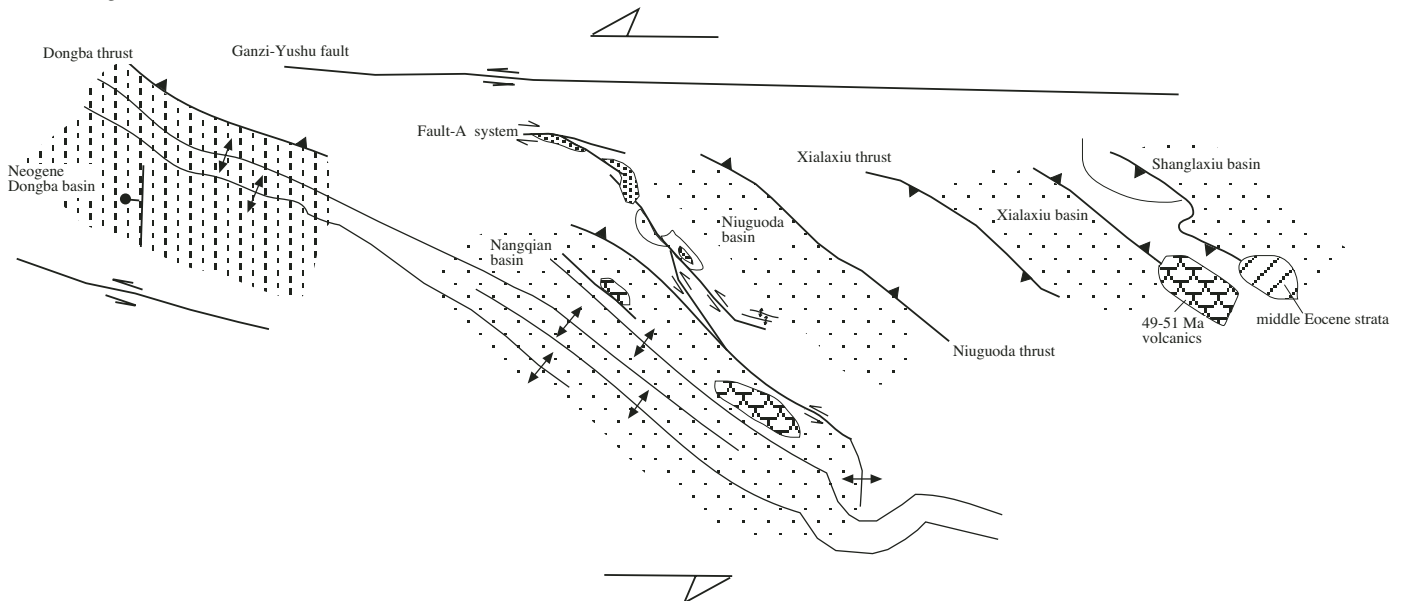 Dongba thrust
Ganzi-Yushu fault
Fault-A system
Xialaxiu thrust
Shanglaxiu basin
Neogene
Dongba basin
Xialaxiu basin
Niuguoda
basin
Nangqian
basin
49-51 Ma
volcanics
middle Eocene strata
Niuguoda thrust